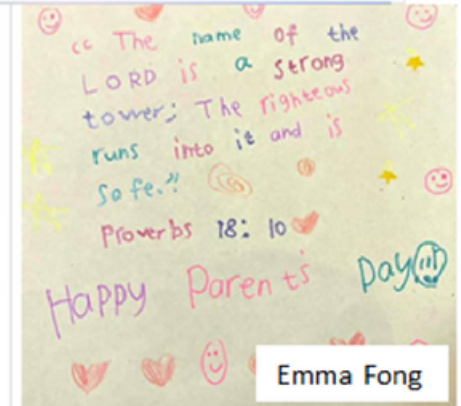 “ The name of the
LORD is a strong
tower; The righteous
runs into it and is
safe.”
Proverbs 18: 10
Happy Parent's Day
Emma Fong